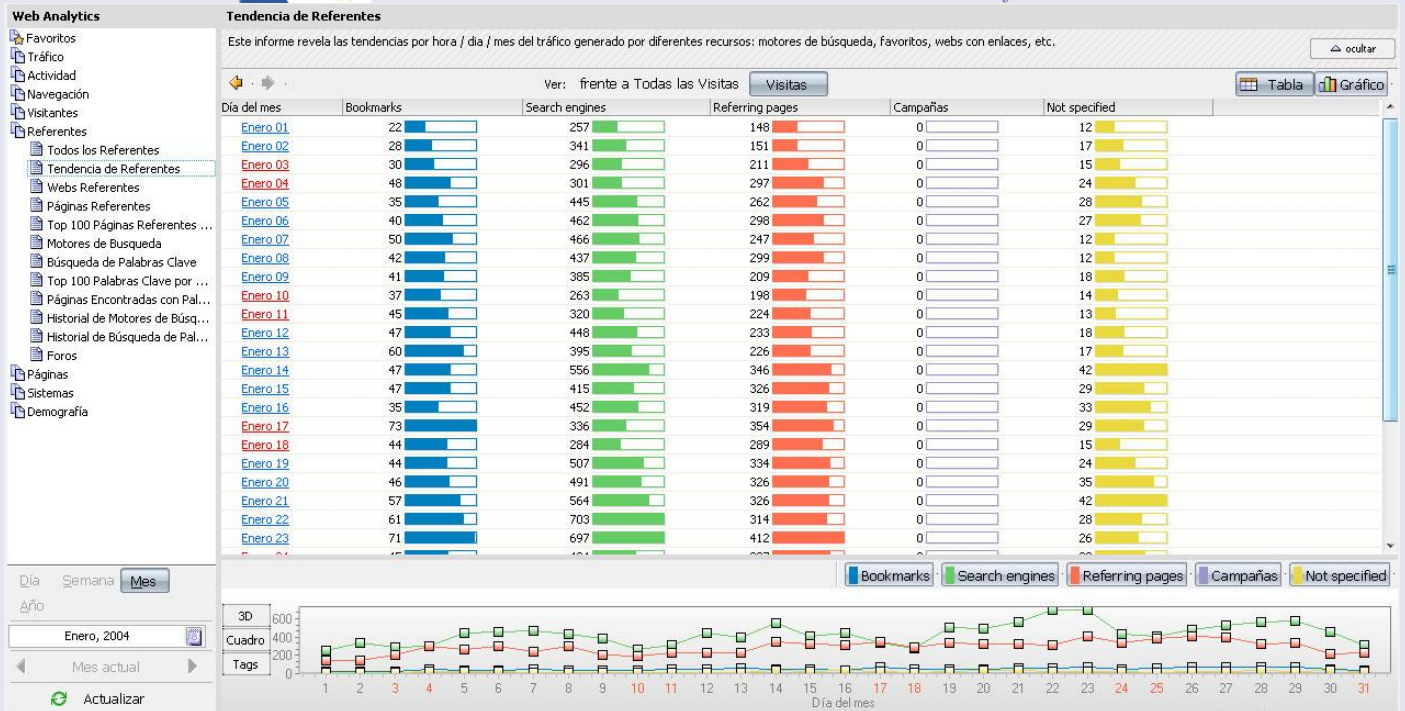 Web Analytics
Tendencia de Referentes
Favoritos
Tráfico
Actividad
Navegación
Visitantes
Referentes
Todos los Referentes
Tendencia de Referentes
Webs Referentes
Páginas Referentes
Top 100 Páginas Referentes ...
Motores de Busqueda
Búsqueda de Palabras Clave
Top 100 Palabras Clave por ...
Páginas Encontradas con Pal...
Historial de Motores de Búsq...
Historial de Búsqueda de Pal...
Foros
Páginas
Sistemas
Demografía
Día Semana Mes
Año
Enero, 2004
Mes actual
Actualizar
Este informe revela las tendencias por hora / dia / mes del tráfico generado por diferentes recursos: motores de búsqueda, favoritos, webs con enlaces, etc.
ocultar
Ver: frente a Todas las Visitas Visitas Tabla Gráfico
Día del mes Bookmarks Search engines Referring pages Campañas Not specified
Enero 01 22 257 148 0 12
Enero 02 28 341 151 0 17
Enero 03 30 296 211 0 15
Enero 04 48 301 297 0 24
Enero 05 35 445 262 0 28
Enero 06 40 462 298 0 27
Enero 07 50 466 247 0 12
Enero 08 42 437 299 0 12
Enero 09 41 385 209 0 18
Enero 10 37 263 198 0 14
Enero 11 45 320 224 0 13
Enero 12 47 448 233 0 18
Enero 13 60 395 226 0 17
Enero 14 47 556 346 0 42
Enero 15 47 415 326 0 29
Enero 16 35 452 319 0 33
Enero 17 73 336 354 0 29
Enero 18 44 284 289 0 15
Enero 19 44 507 334 0 24
Enero 20 46 491 326 0 35
Enero 21 57 564 326 0 42
Enero 22 61 703 314 0 28
Enero 23 71 697 412 0 26
Bookmarks Search engines Referring pages Campañas Not specified
3D
Cuadro
Tags
600
400
200
0
1 2 3 4 5 6 7 8 9 10 11 12 13 14 15 16 17 18 19 20 21 22 23 24 25 26 27 28 29 30 31
Día del mes